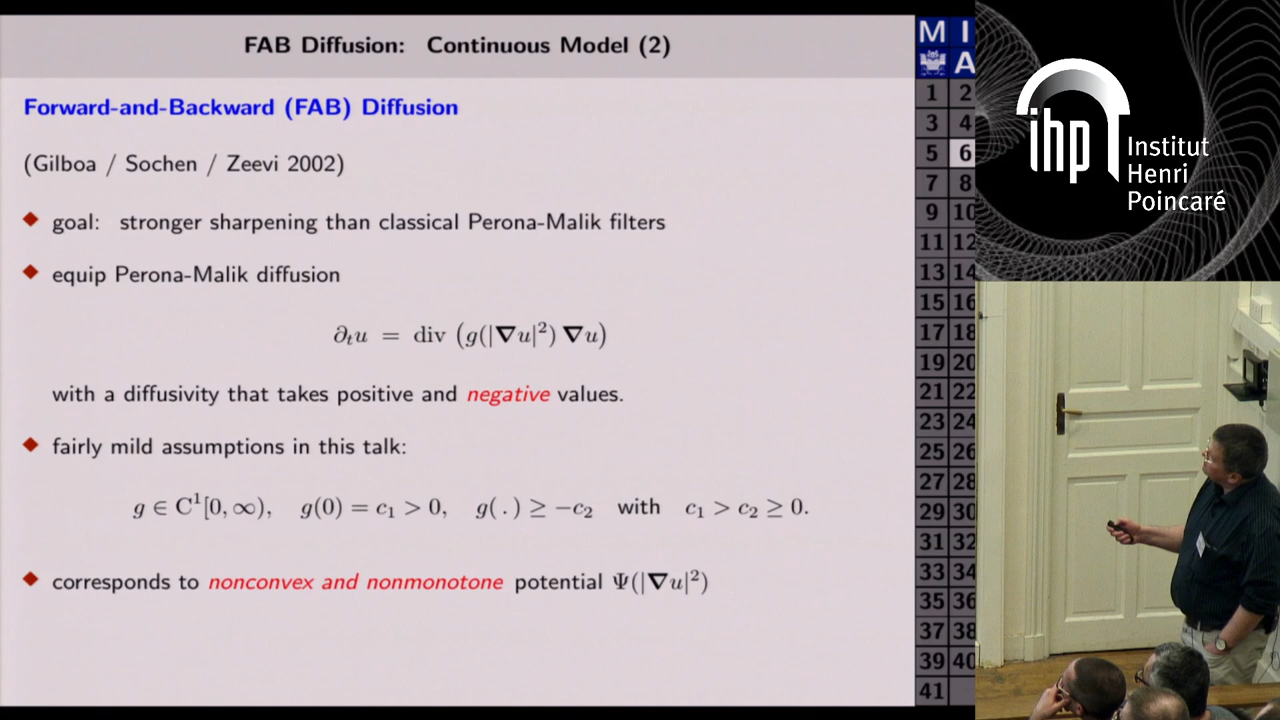 FAB Diffusion: Continuous Model (2)
Forward-and-Backward (FAB) Diffusion
(Gilboa / Sochen / Zeevi 2002)
◆ goal: stronger sharpening than classical Perona-Malik filters
◆ equip Perona-Malik diffusion
∂ₜu = div (g(|∇u|²) ∇u)
with a diffusivity that takes positive and negative values.
◆ fairly mild assumptions in this talk:
g ∈ C¹[0, ∞), g(0) = c₁ > 0, g( . ) ≥ −c₂ with c₁ > c₂ ≥ 0.
◆ corresponds to nonconvex and nonmonotone potential Ψ(|∇u|²)
M I
A
1 2
3 4
5 6
7 8
9 10
11 12
13 14
15 16
17 18
19 20
21 22
23 24
25 26
27 28
29 30
31 32
33 34
35 36
37 38
39 40
41
ihp
Institut
Henri
Poincaré